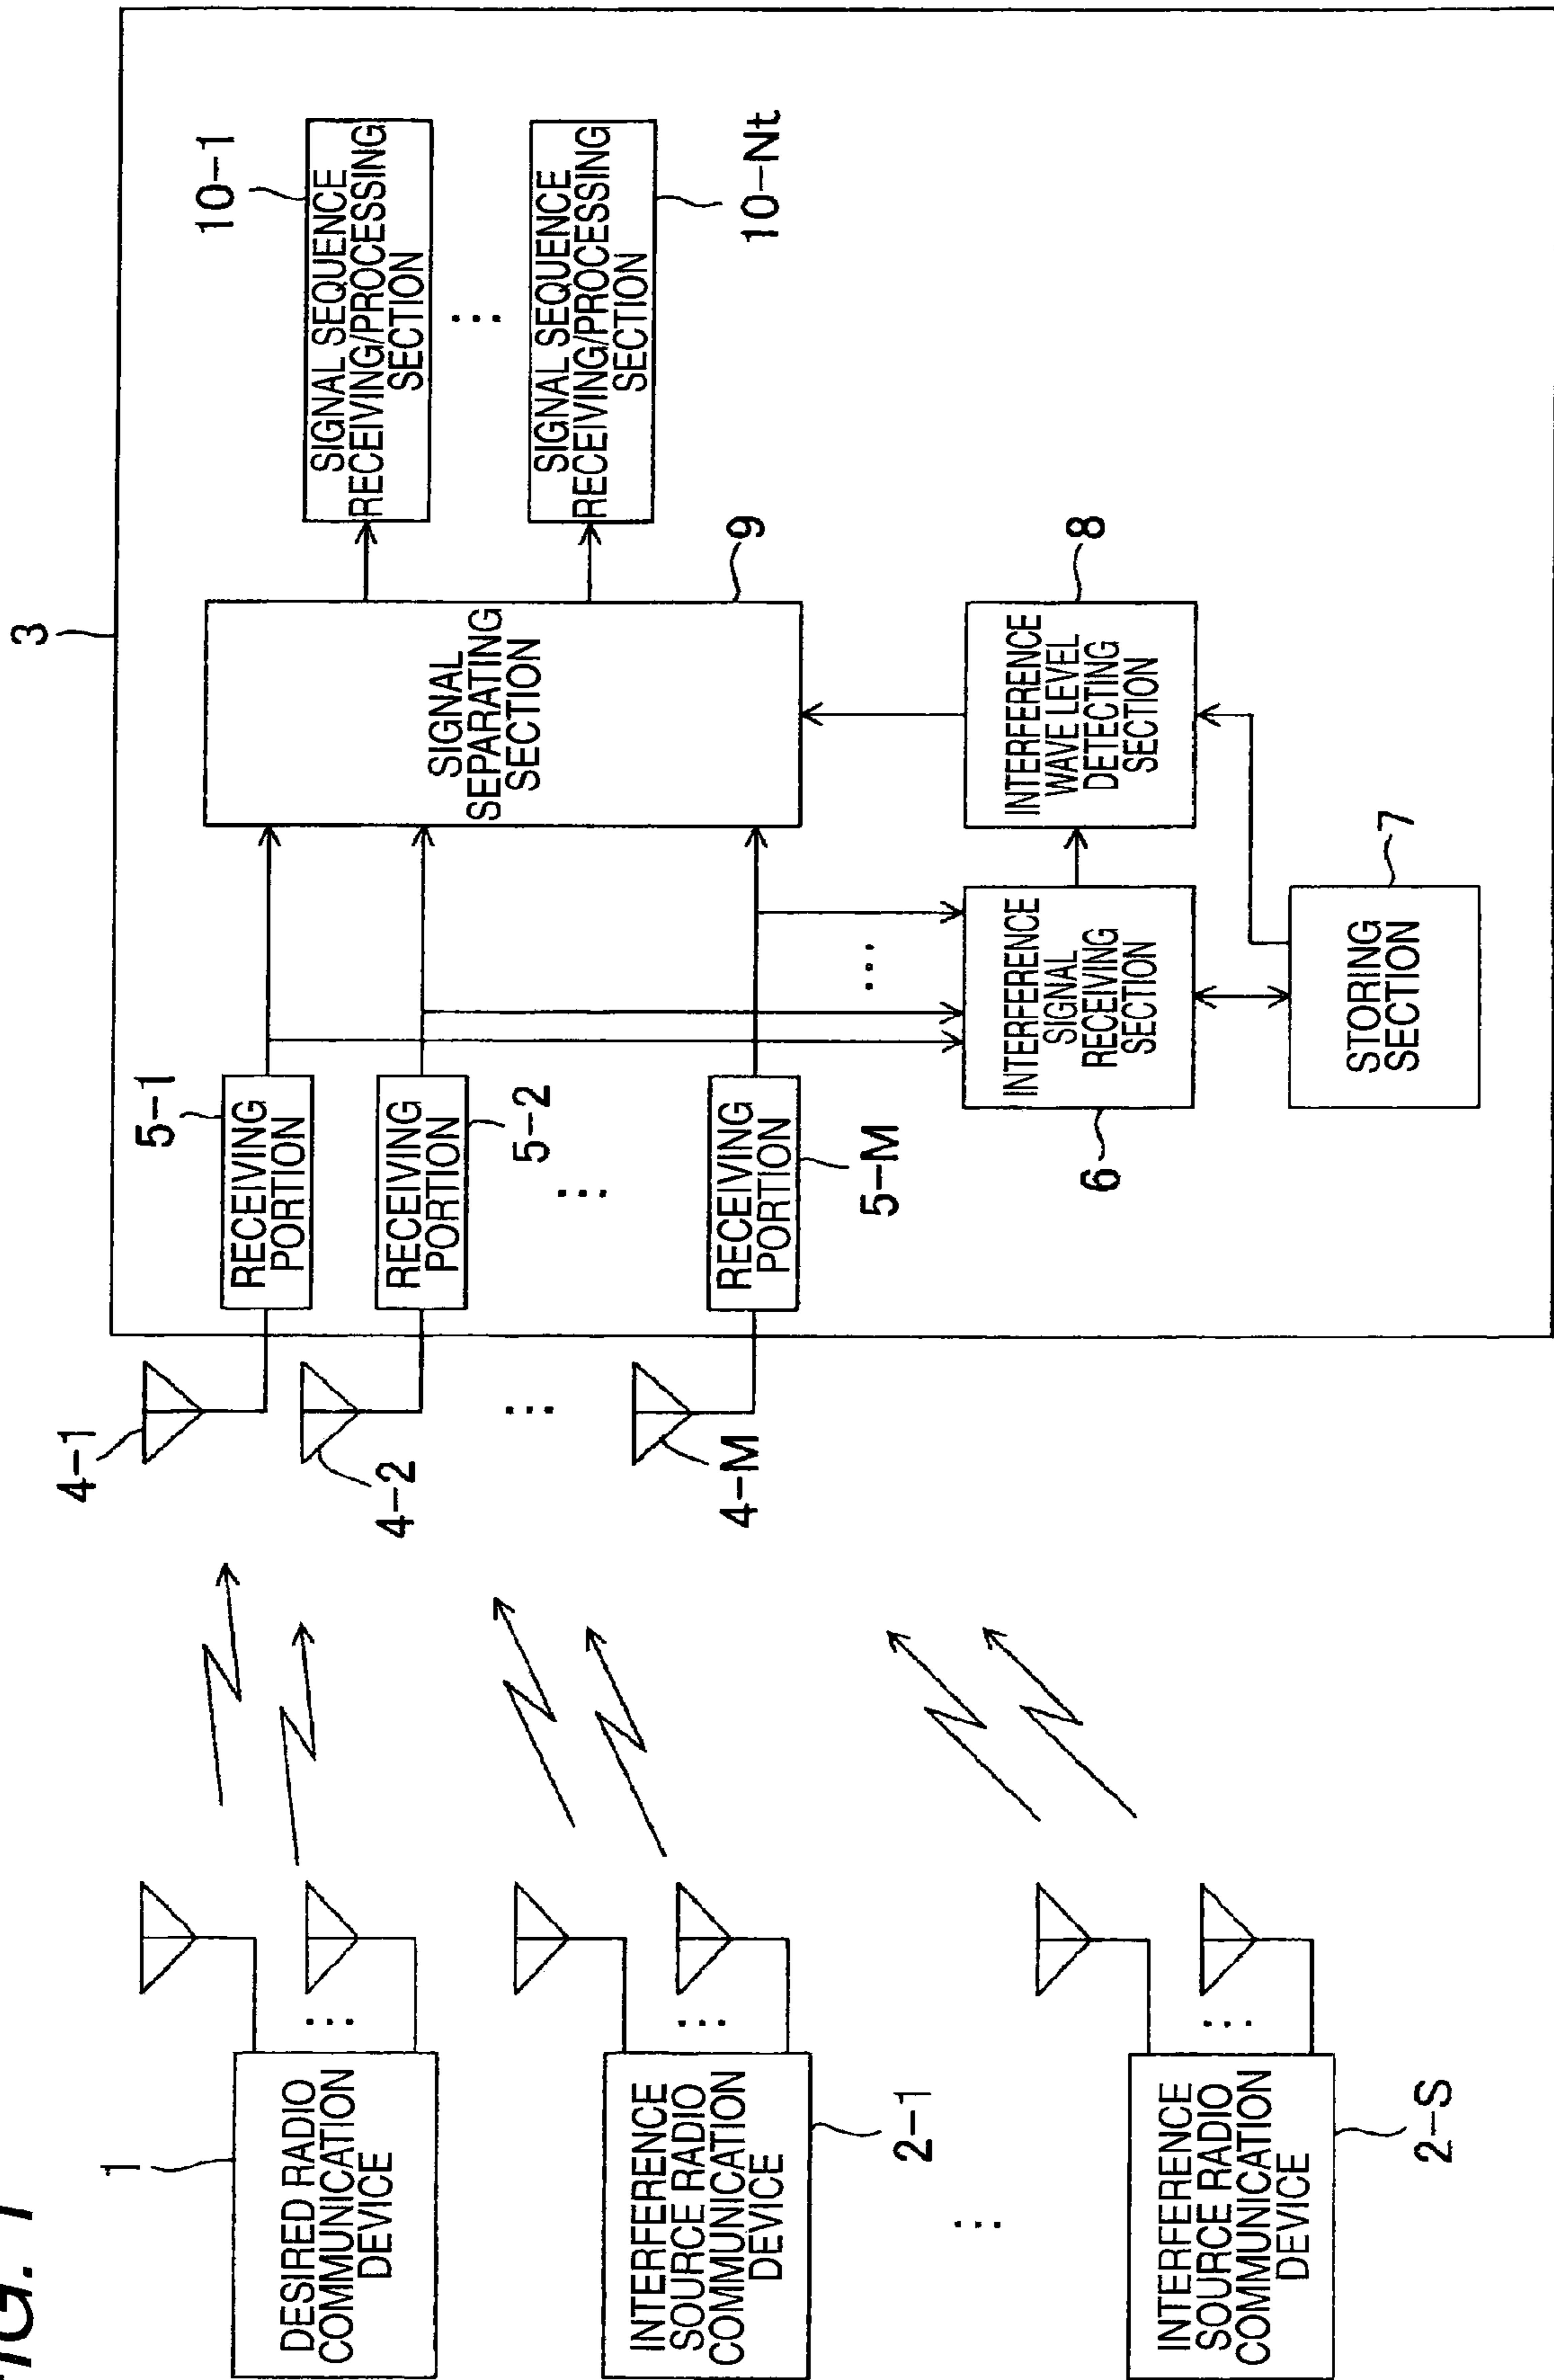 FIG. 1
1
DESIRED RADIO
COMMUNICATION
DEVICE
INTERFERENCE
SOURCE RADIO
COMMUNICATION
DEVICE
2-1
INTERFERENCE
SOURCE RADIO
COMMUNICATION
DEVICE
2-S
4-1
4-2
4-M
3
5-1
RECEIVING
PORTION
RECEIVING
PORTION
5-2
RECEIVING
PORTION
5-M
INTERFERENCE
SIGNAL
RECEIVING
SECTION
6
STORING
SECTION
7
INTERFERENCE
WAVE LEVEL
DETECTING
SECTION
8
SIGNAL
SEPARATING
SECTION
9
SIGNAL SEQUENCE
RECEIVING/PROCESSING
SECTION
10-1
SIGNAL SEQUENCE
RECEIVING/PROCESSING
SECTION
10-Nt